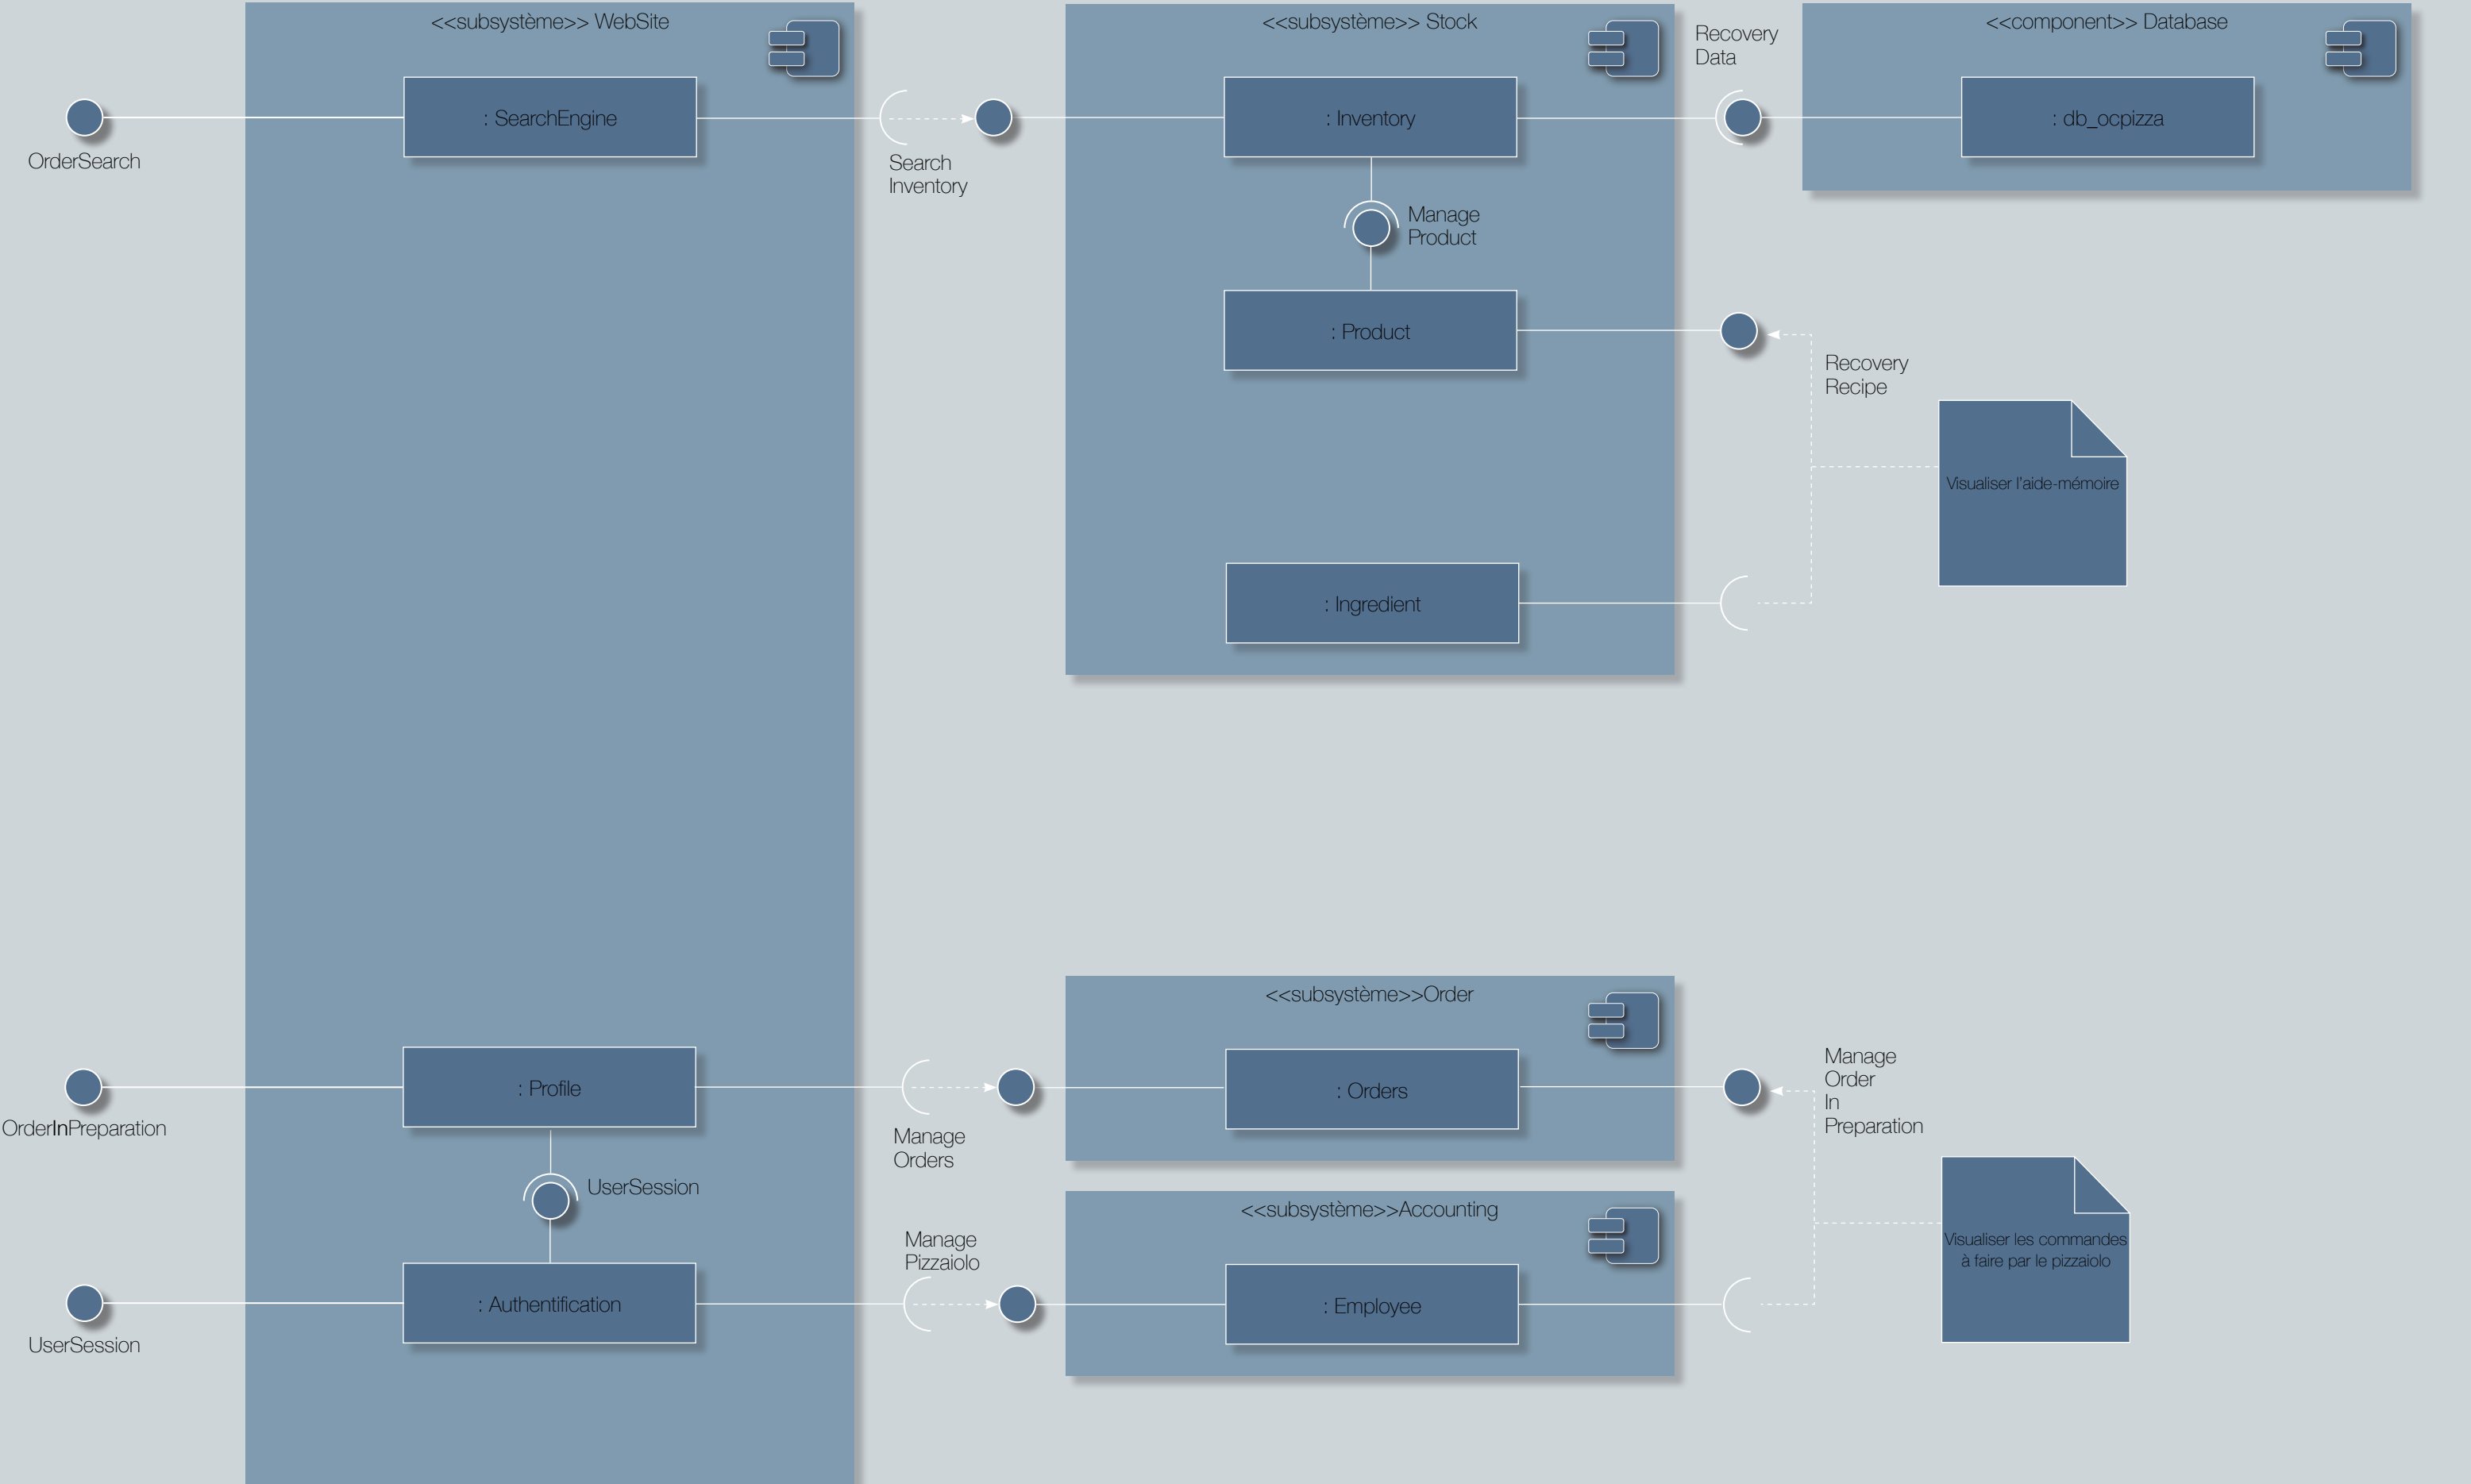 <<subsystème>> WebSite
<<subsystème>> Stock
<<component>> Database
Recovery
Data
: SearchEngine
: Inventory
: db_ocpizza
OrderSearch
Search
Inventory
Manage
Product
: Product
Recovery
Recipe
Visualiser l'aide-mémoire
: Ingredient
<<subsystème>>Order
: Profile
: Orders
Manage
Order
In
Preparation
OrderInPreparation
Manage
Orders
UserSession
<<subsystème>>Accounting
Manage
Pizzaiolo
Visualiser les commandes
à faire par le pizzaiolo
: Authentification
: Employee
UserSession